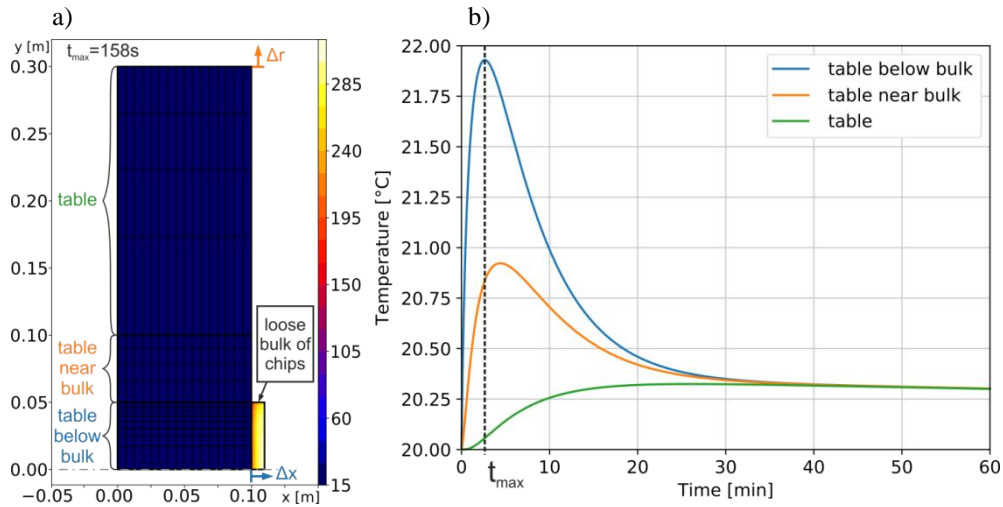 a)
y [m]
t_max=158s
Δr
0.30
0.25
0.20
0.15
0.10
0.05
0.00
table
table
near
bulk
table
below
bulk
loose
bulk of
chips
Δx
-0.05
0.00
0.05
0.10
x [m]
285
240
195
150
105
60
15
b)
22.00
21.75
21.50
21.25
21.00
20.75
20.50
20.25
20.00
Temperature [°C]
table below bulk
table near bulk
table
0
10
20
30
40
50
60
t_max
Time [min]